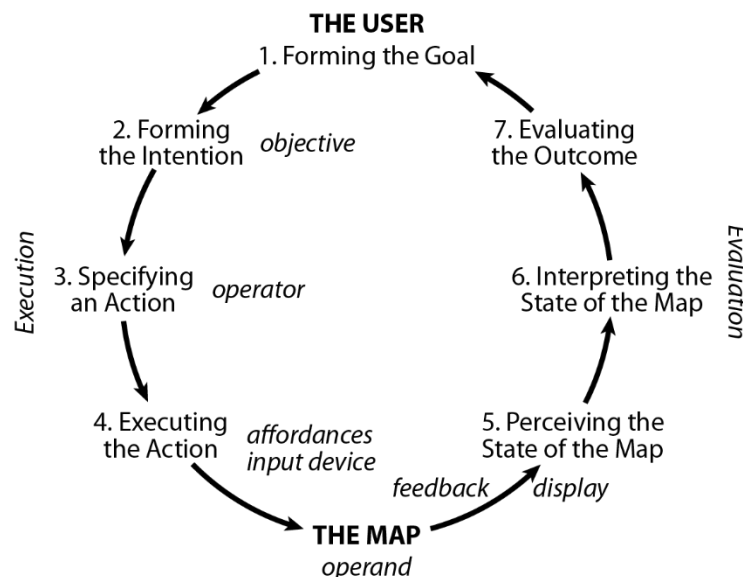 THE USER
1. Forming the Goal
2. Forming
the Intention
objective
3. Specifying
an Action
operator
4. Executing
the Action
affordances
input device
THE MAP
operand
feedback
display
5. Perceiving the
State of the Map
6. Interpreting the
State of the Map
7. Evaluating
the Outcome
Execution
Evaluation